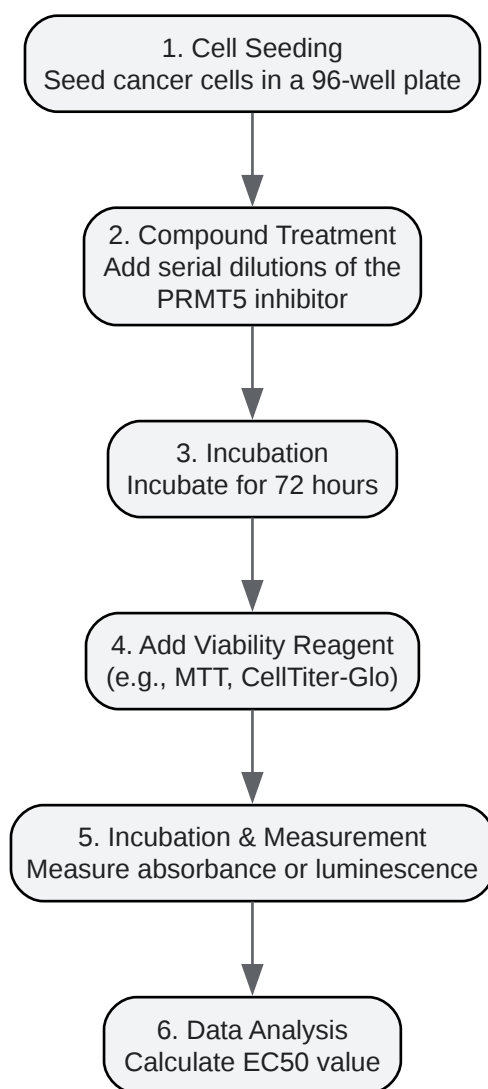 1. Cell Seeding
Seed cancer cells in a 96-well plate
2. Compound Treatment
Add serial dilutions of the
PRMT5 inhibitor
3. Incubation
Incubate for 72 hours
4. Add Viability Reagent
(e.g., MTT, CellTiter-Glo)
5. Incubation & Measurement
Measure absorbance or luminescence
6. Data Analysis
Calculate EC50 value